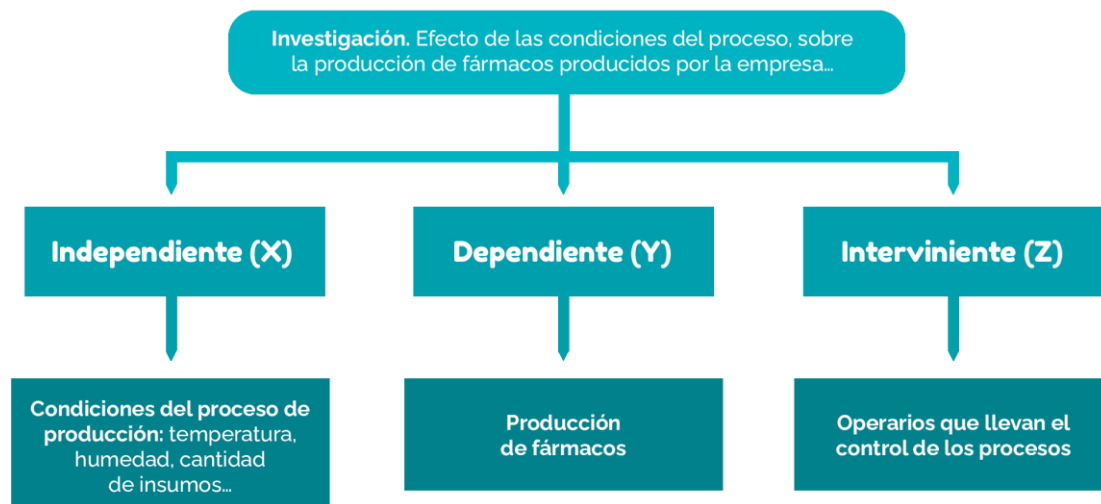 Investigación. Efecto de las condiciones del proceso, sobre
la producción de fármacos producidos por la empresa...
Independiente (X)
Dependiente (Y)
Interviniente (Z)
Condiciones del proceso de
producción: temperatura,
humedad, cantidad
de insumos...
Producción
de fármacos
Operarios que llevan el
control de los procesos